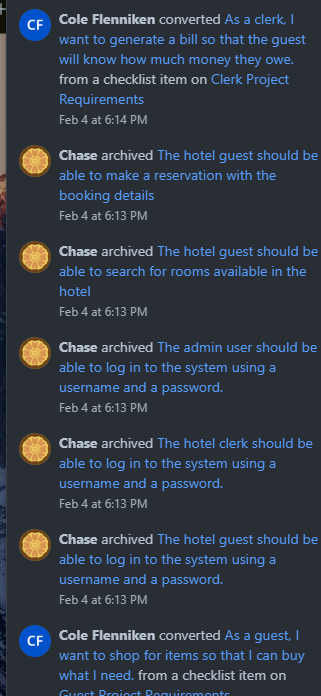 CF
Cole Flenniken converted As a clerk, I
want to generate a bill so that the guest
will know how much money they owe.
from a checklist item on Clerk Project
Requirements
Feb 4 at 6:14 PM
Chase archived The hotel guest should be
able to make a reservation with the
booking details
Feb 4 at 6:13 PM
Chase archived The hotel guest should be
able to search for rooms available in the
hotel
Feb 4 at 6:13 PM
Chase archived The admin user should be
able to log in to the system using a
username and a password.
Feb 4 at 6:13 PM
Chase archived The hotel clerk should be
able to log in to the system using a
username and a password.
Feb 4 at 6:13 PM
Chase archived The hotel guest should be
able to log in to the system using a
username and a password.
Feb 4 at 6:13 PM
CF
Cole Flenniken converted As a guest, I
want to shop for items so that I can buy
what I need. from a checklist item on
Guest Project Requirements